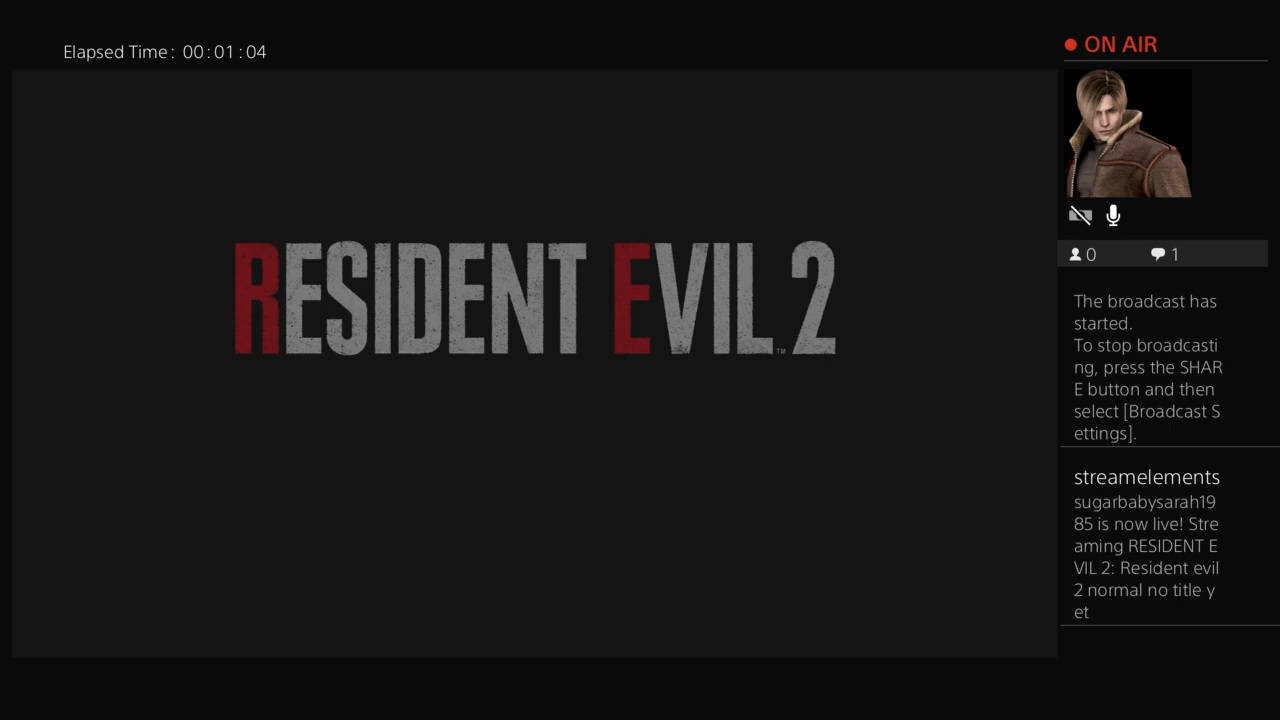 Elapsed Time: 00:01:04
ON AIR
RESIDENT EVIL 2
TM
0
1
The broadcast has
started.
To stop broadcasti
ng, press the SHAR
E button and then
select [Broadcast S
ettings].
streamelements
sugarbabysarah19
85 is now live! Stre
aming RESIDENT E
VIL 2: Resident evil
2 normal no title y
et